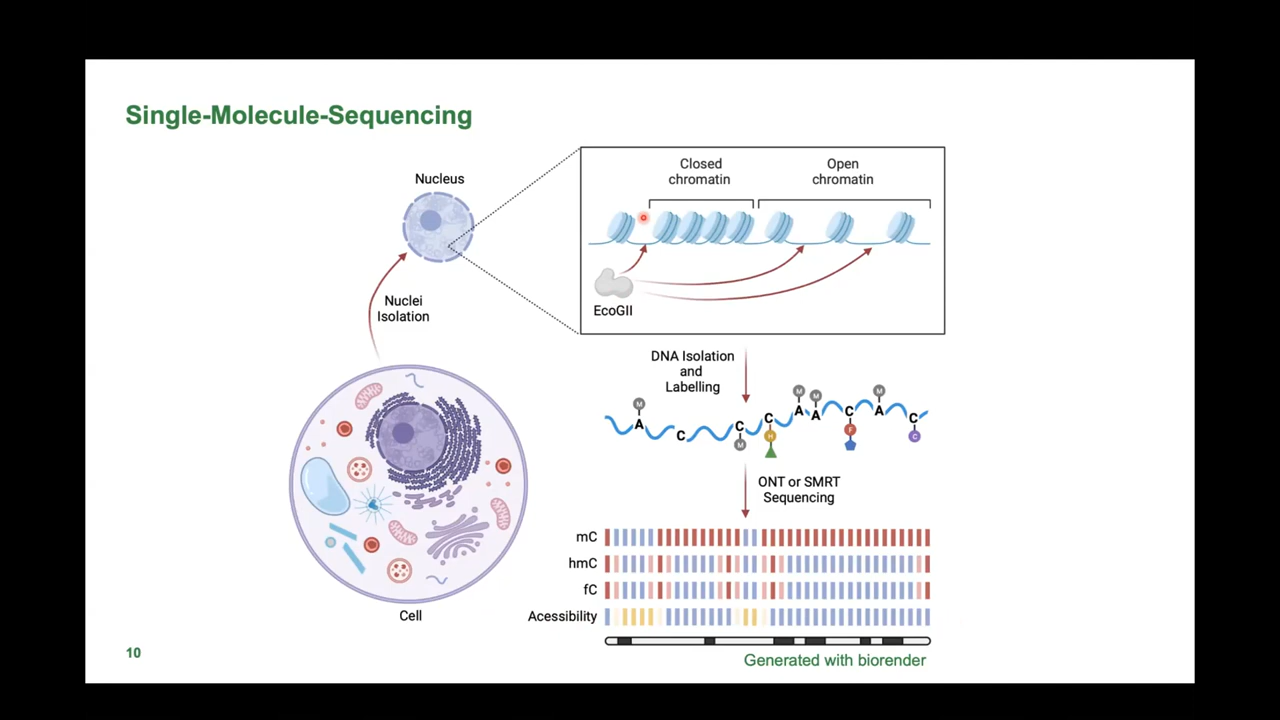 Single-Molecule-Sequencing
Nucleus
Closed
chromatin
Open
chromatin
EcoGII
Nuclei
Isolation
DNA Isolation
and
Labelling
M
M
M
M
A
A
A
A
C
C
C
C
C
M
H
F
C
ONT or SMRT
Sequencing
mC
hmC
fC
Acessibility
Cell
10
Generated with biorender